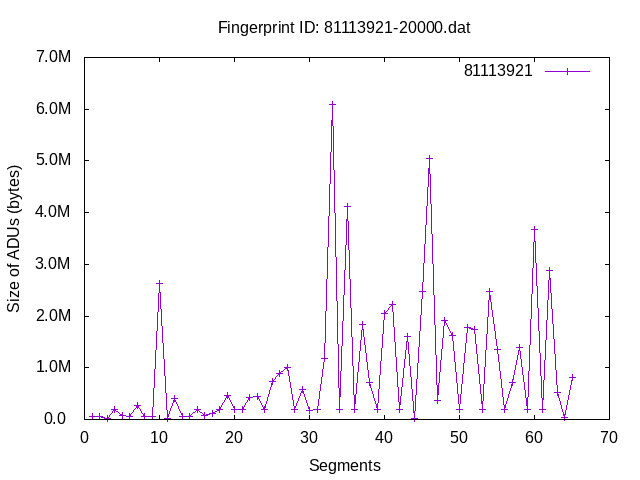 Fingerprint ID: 81113921-20000.dat
7.0M
81113921
6.0M
5.0M
4.0M
3.0M
2.0M
1.0M
0.0
Size of ADUs (bytes)
0 10 20 30 40 50 60 70
Segments